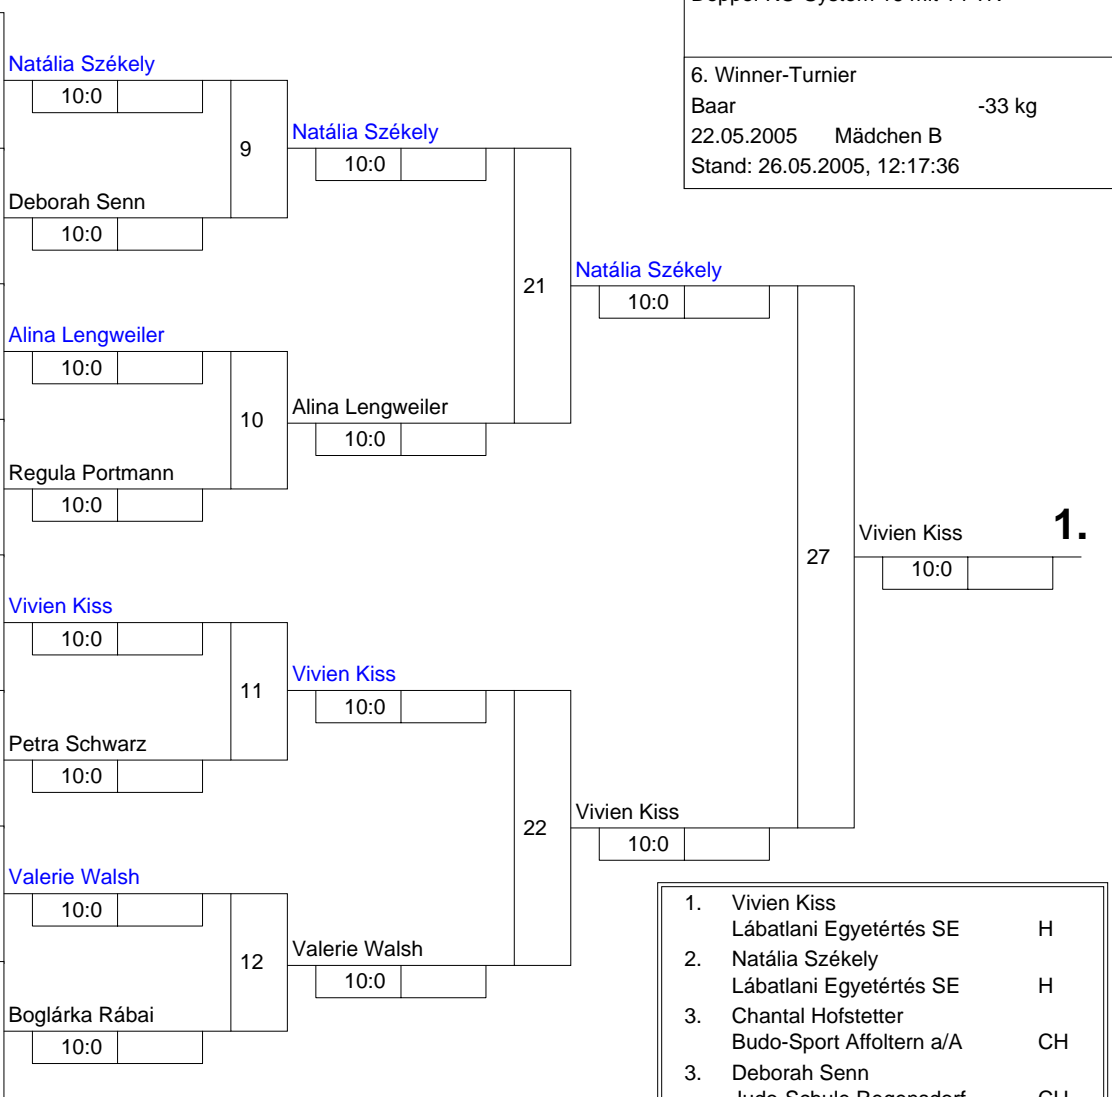 6. Winner-Turnier
Baar -33 kg
22.05.2005 Mädchen B
Stand: 26.05.2005, 12:17:36
Natália Székely
10:0
9
Deborah Senn
10:0
Alina Lengweiler
10:0
10
Regula Portmann
10:0
Vivien Kiss
10:0
11
Petra Schwarz
10:0
Valerie Walsh
10:0
12
Boglárka Rábai
10:0
Natália Székely
10:0
21
Alina Lengweiler
10:0
Vivien Kiss
10:0
22
Valerie Walsh
10:0
Natália Székely
10:0
27
Vivien Kiss
10:0
Vivien Kiss 1.
10:0
1. Vivien Kiss
Lábatlani Egyetértés SE H
2. Natália Székely
Lábatlani Egyetértés SE H
3. Chantal Hofstetter
Budo-Sport Affoltern a/A CH
3. Deborah Senn
Judo-Schule Regensdorf CH